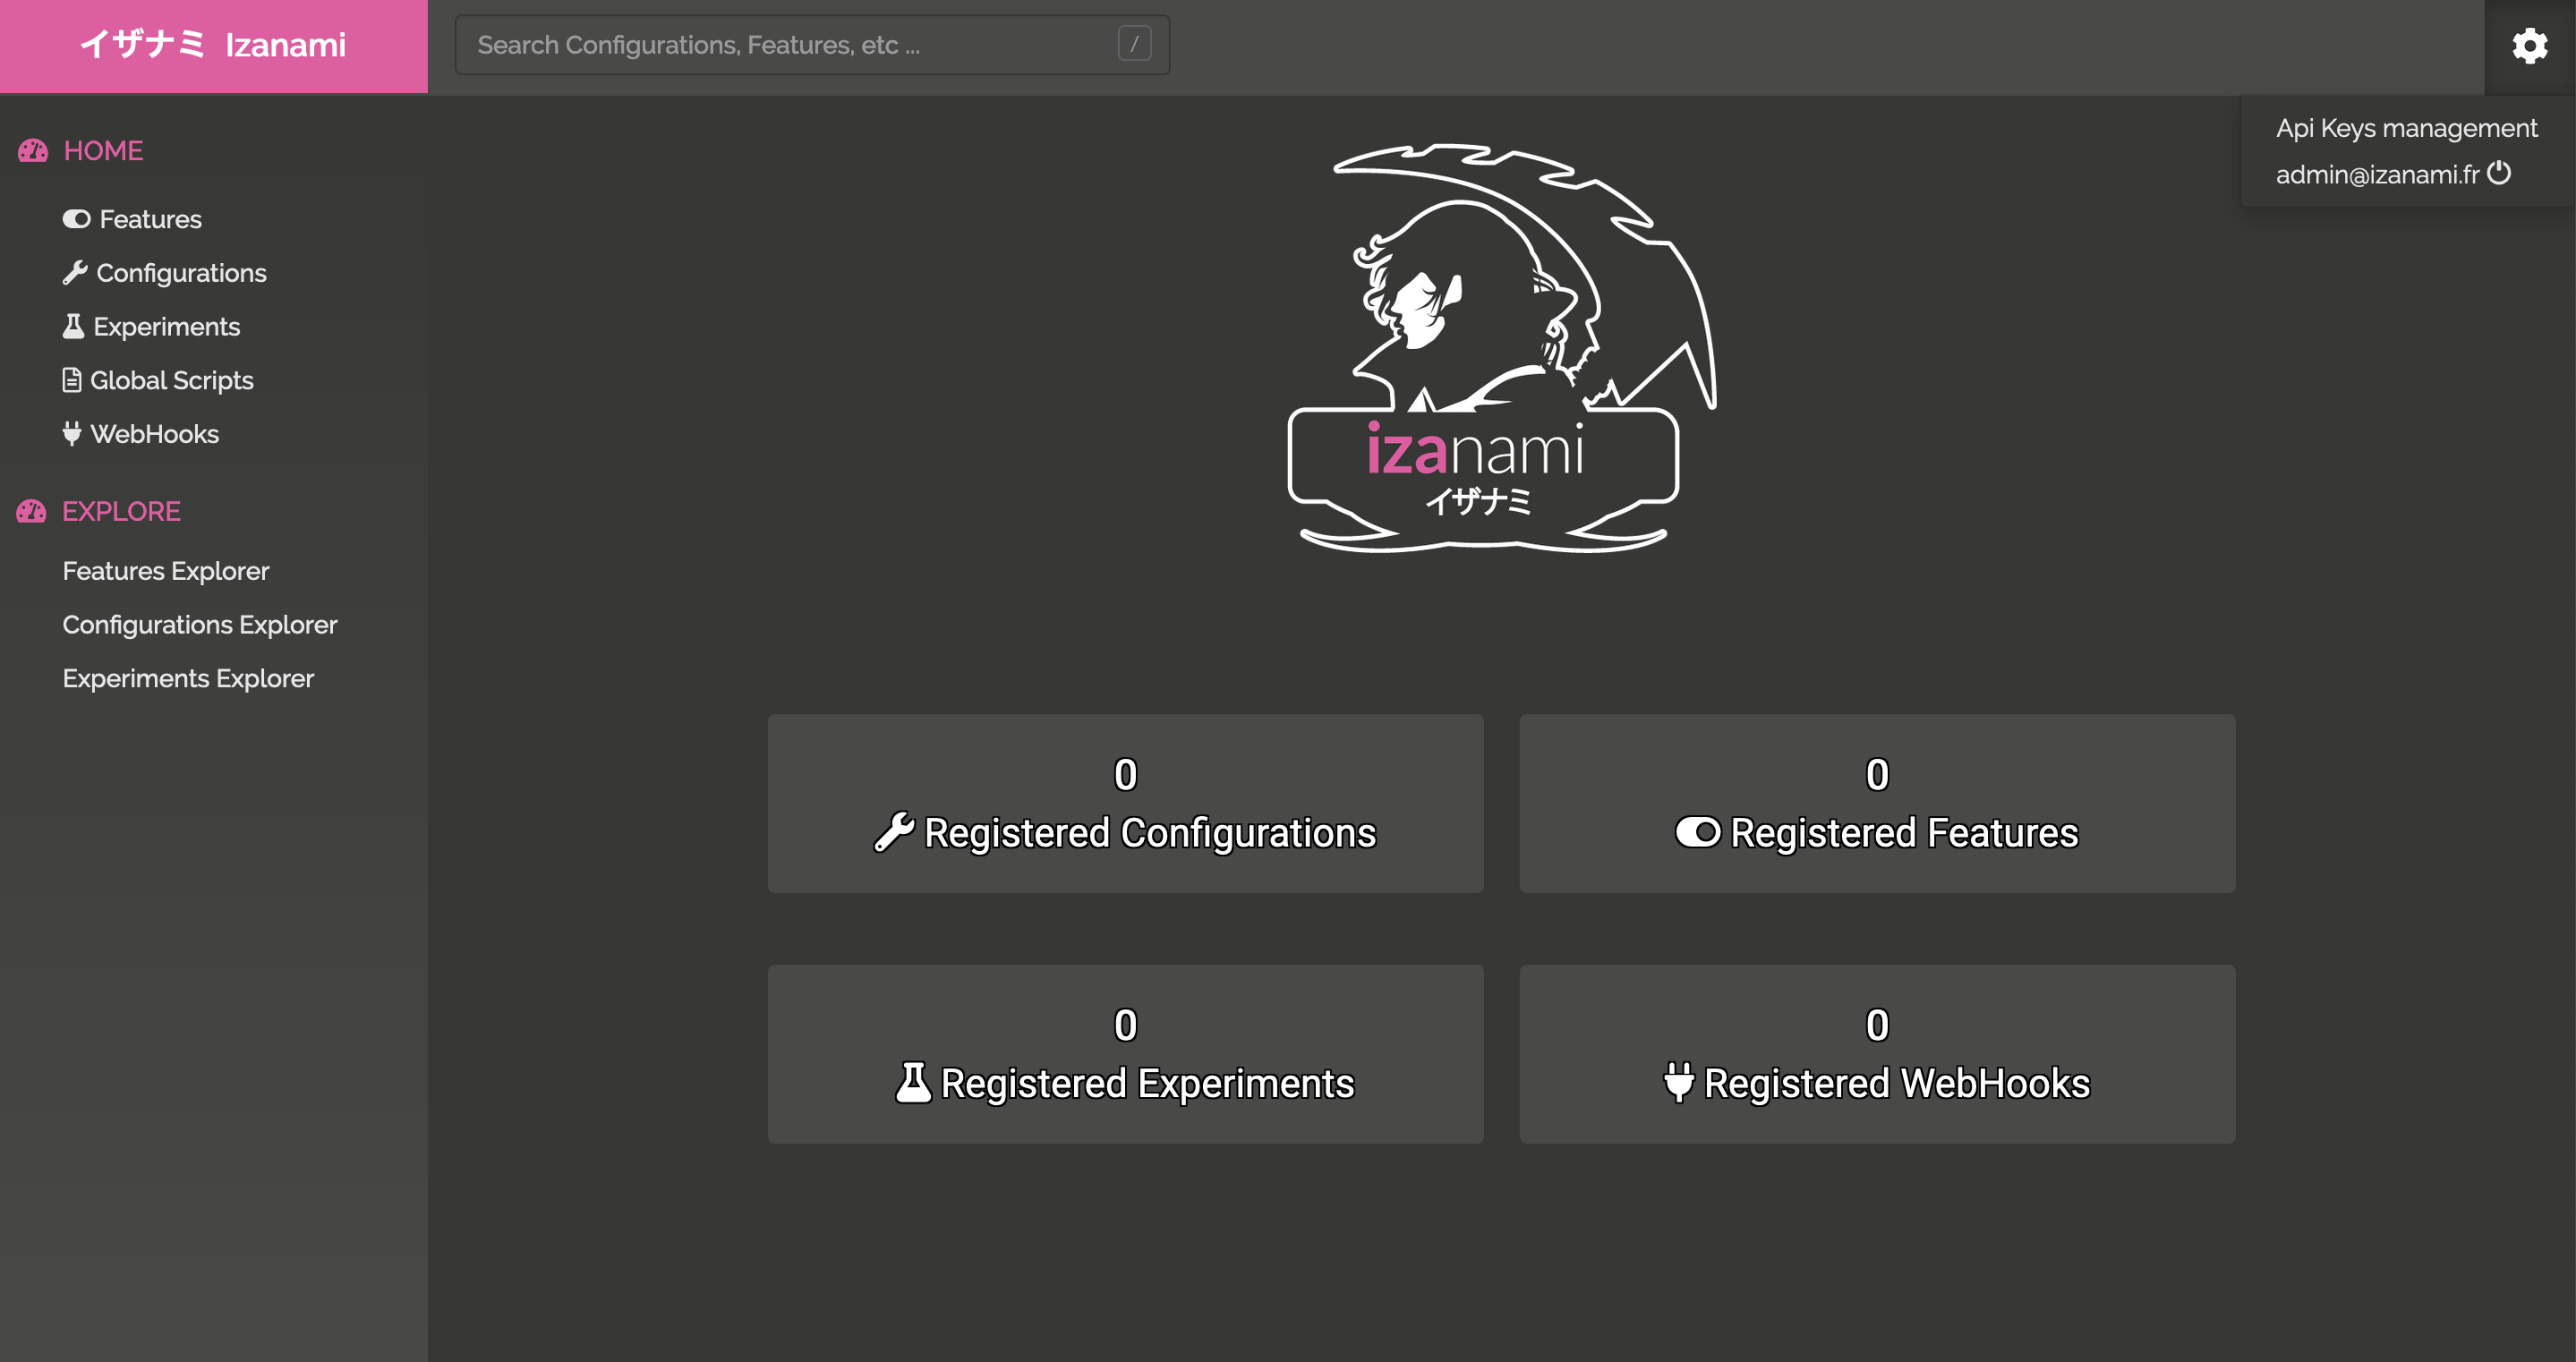 イザナミ Izanami
Search Configurations, Features, etc ...
/
Api Keys management
admin@izanami.fr
HOME
Features
Configurations
Experiments
Global Scripts
WebHooks
EXPLORE
Features Explorer
Configurations Explorer
Experiments Explorer
izanami
イザナミ
0
Registered Configurations
0
Registered Features
0
Registered Experiments
0
Registered WebHooks